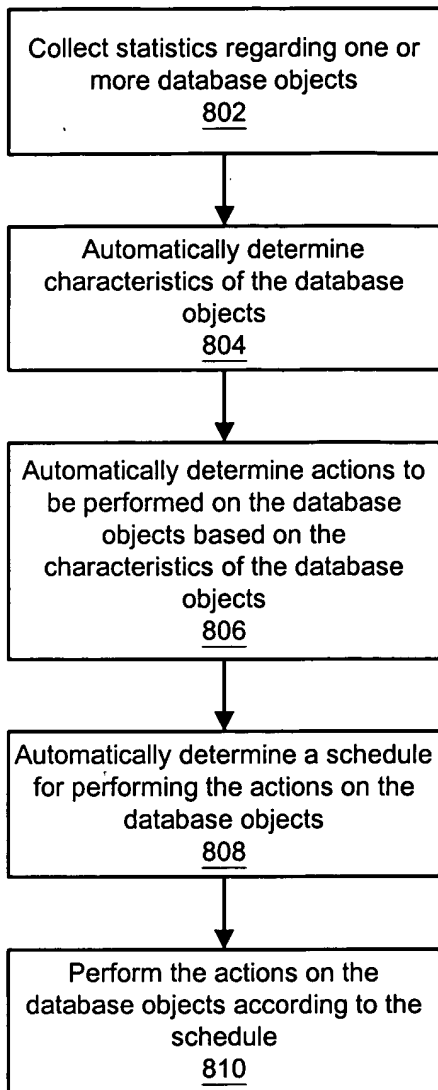 Collect statistics regarding one or
more database objects
802
Automatically determine
characteristics of the database
objects
804
Automatically determine actions to
be performed on the database
objects based on the
characteristics of the database
objects
806
Automatically determine a schedule
for performing the actions on the
database objects
808
Perform the actions on the
database objects according to the
schedule
810